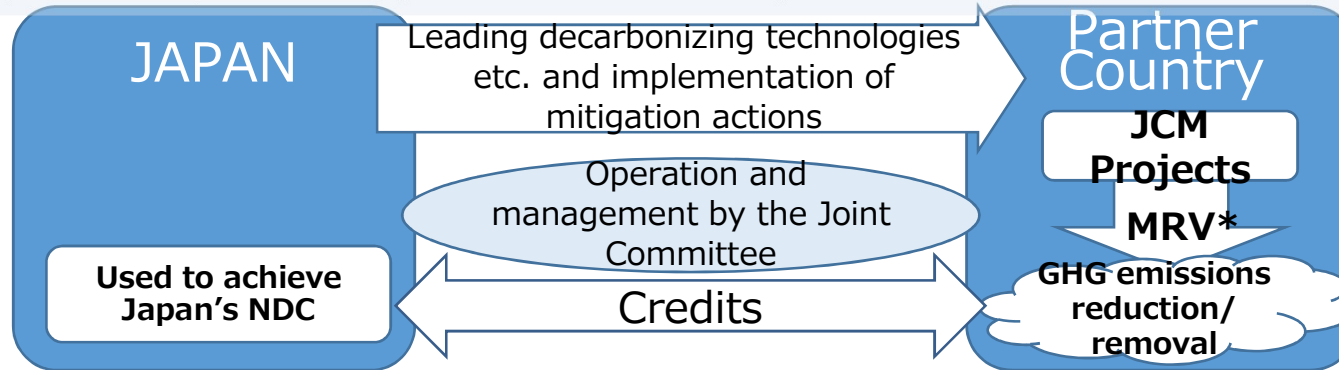 JAPAN
Leading decarbonizing technologies
etc. and implementation of
mitigation actions
Partner
Country
JCM
Projects
Operation and
management by the Joint
Committee
MRV*
Used to achieve
Japan's NDC
Credits
GHG emissions
reduction/
removal